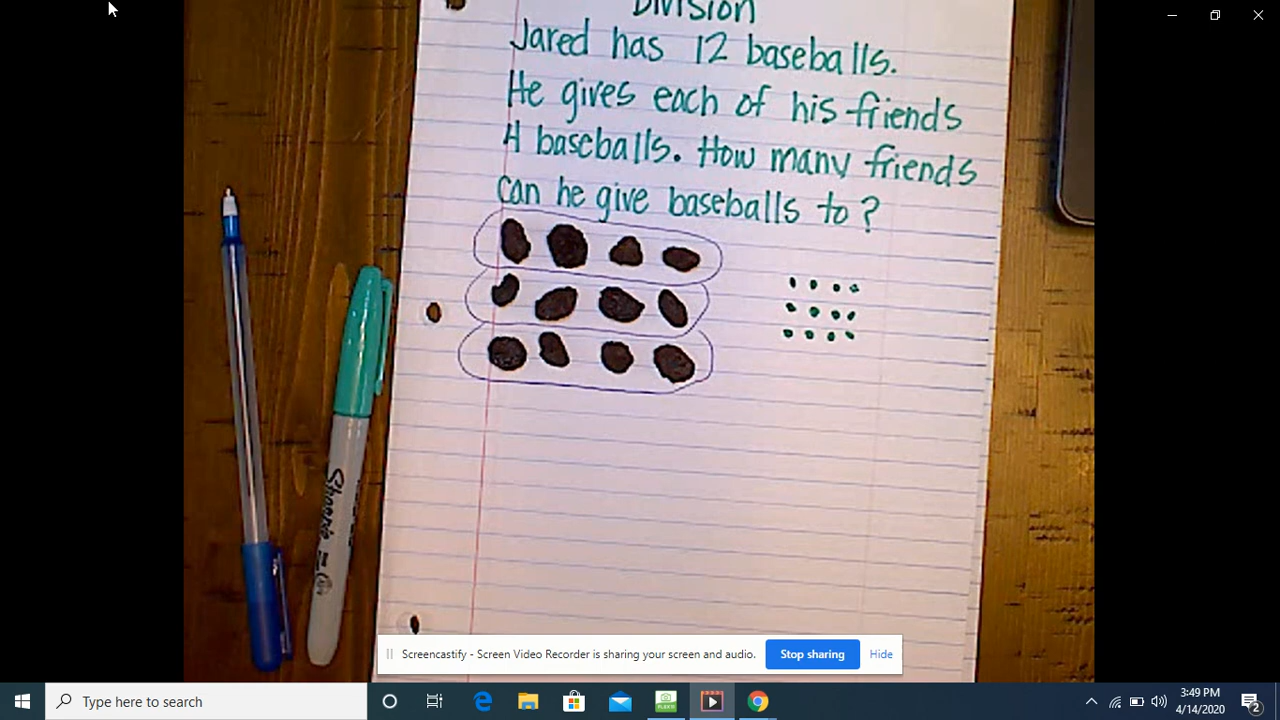 Division
Jared has 12 baseballs.
He gives each of his friends
4 baseballs. How many friends
can he give baseballs to?
Sharpie
Screencastify - Screen Video Recorder is sharing your screen and audio.
Stop sharing
Hide
Type here to search
3:49 PM
4/14/2020
2